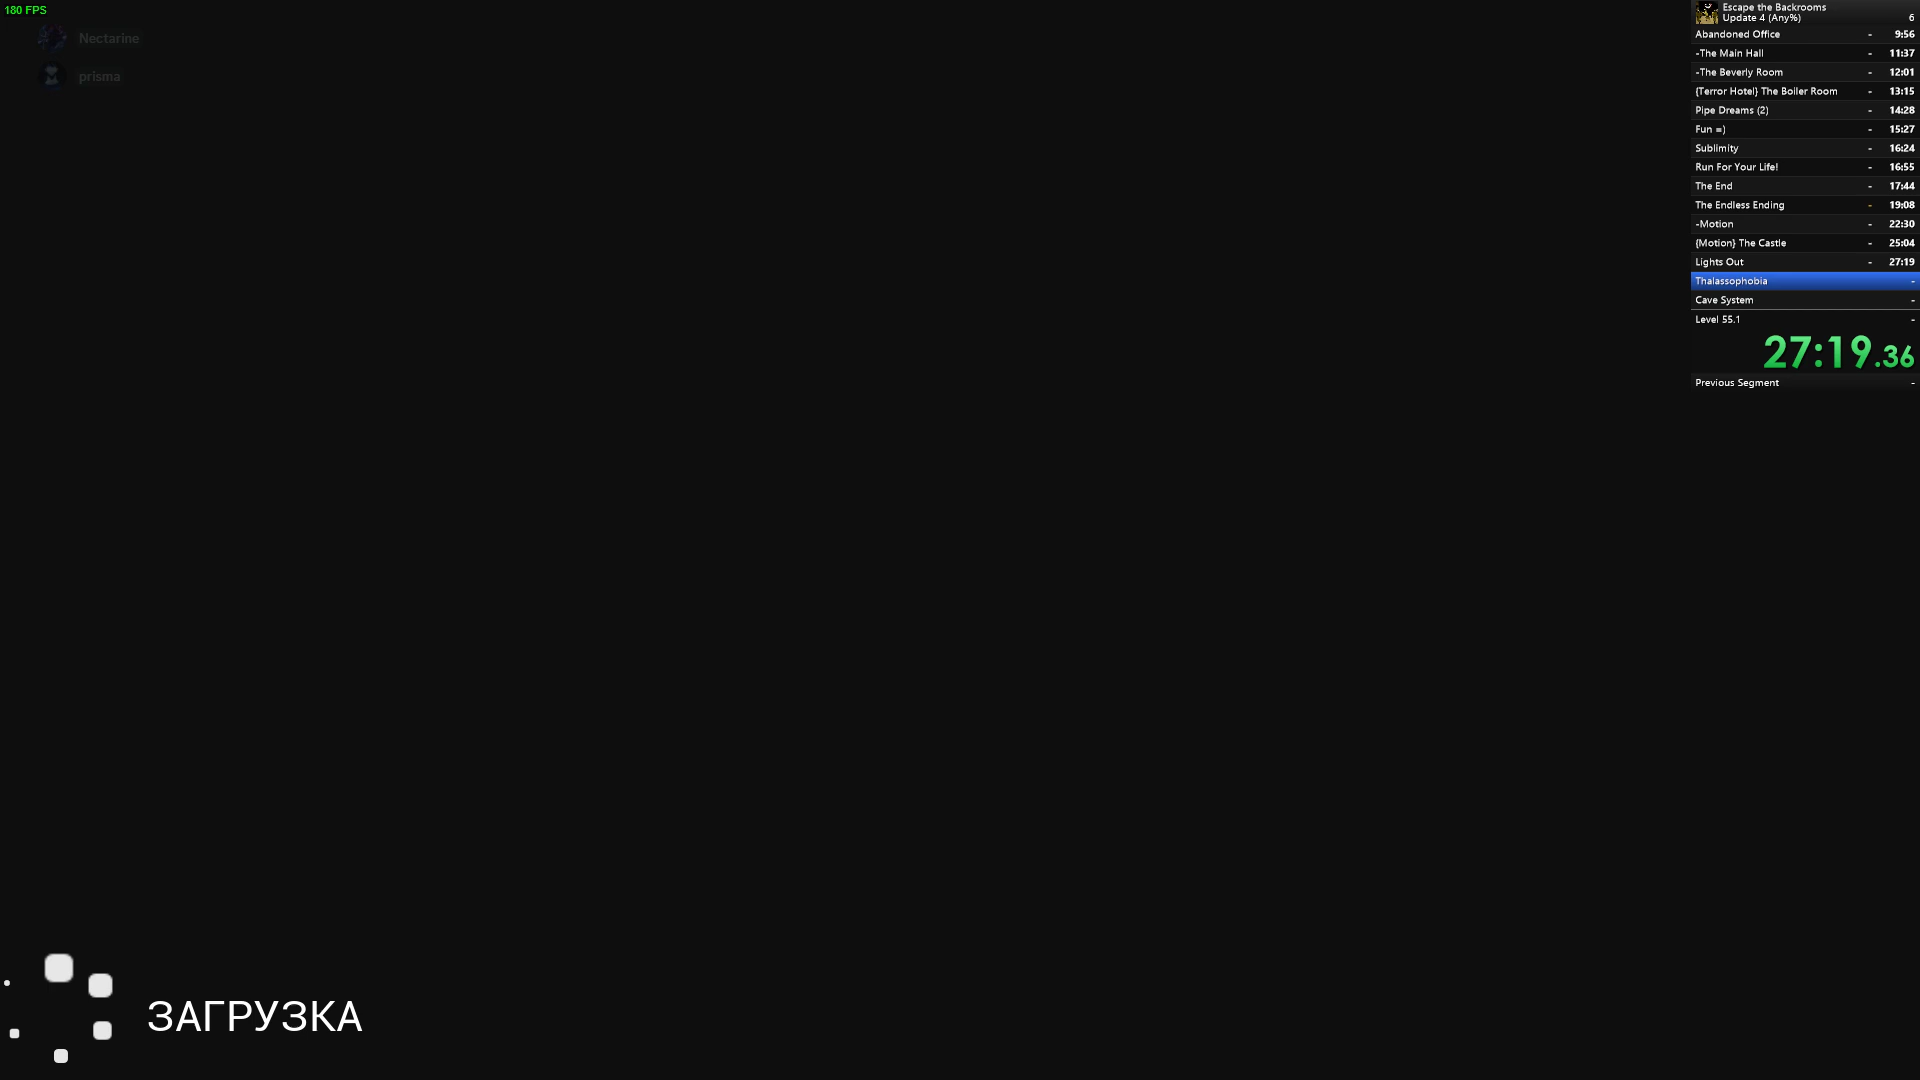 180 FPS
Nectarine
prisma
Escape the Backrooms
Update 4 (Any%) 6
Abandoned Office - 9:56
-The Main Hall - 11:37
-The Beverly Room - 12:01
{Terror Hotel} The Boiler Room - 13:15
Pipe Dreams (2) - 14:28
Fun =) - 15:27
Sublimity - 16:24
Run For Your Life! - 16:55
The End - 17:44
The Endless Ending - 19:08
-Motion - 22:30
{Motion} The Castle - 25:04
Lights Out - 27:19
Thalassophobia -
Cave System -
Level 55.1 -
27:19.36
Previous Segment -
ЗАГРУЗКА